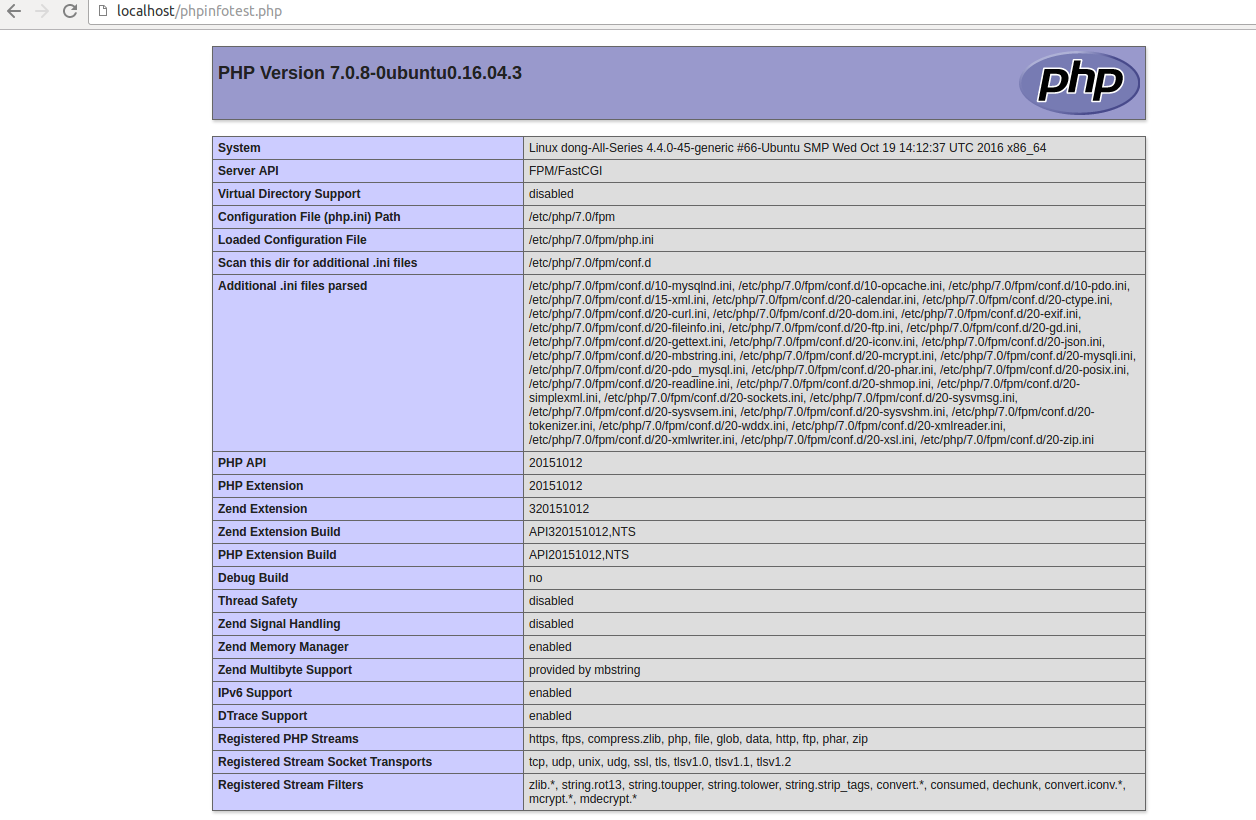 localhost/phpinfotest.php
PHP Version 7.0.8-0ubuntu0.16.04.3
php
System Linux dong-All-Series 4.4.0-45-generic #66-Ubuntu SMP Wed Oct 19 14:12:37 UTC 2016 x86_64
Server API FPM/FastCGI
Virtual Directory Support disabled
Configuration File (php.ini) Path /etc/php/7.0/fpm
Loaded Configuration File /etc/php/7.0/fpm/php.ini
Scan this dir for additional .ini files /etc/php/7.0/fpm/conf.d
Additional .ini files parsed /etc/php/7.0/fpm/conf.d/10-mysqlnd.ini, /etc/php/7.0/fpm/conf.d/10-opcache.ini, /etc/php/7.0/fpm/conf.d/10-pdo.ini,
/etc/php/7.0/fpm/conf.d/15-xml.ini, /etc/php/7.0/fpm/conf.d/20-calendar.ini, /etc/php/7.0/fpm/conf.d/20-ctype.ini,
/etc/php/7.0/fpm/conf.d/20-curl.ini, /etc/php/7.0/fpm/conf.d/20-dom.ini, /etc/php/7.0/fpm/conf.d/20-exif.ini,
/etc/php/7.0/fpm/conf.d/20-fileinfo.ini, /etc/php/7.0/fpm/conf.d/20-ftp.ini, /etc/php/7.0/fpm/conf.d/20-gd.ini,
/etc/php/7.0/fpm/conf.d/20-gettext.ini, /etc/php/7.0/fpm/conf.d/20-iconv.ini, /etc/php/7.0/fpm/conf.d/20-json.ini,
/etc/php/7.0/fpm/conf.d/20-mbstring.ini, /etc/php/7.0/fpm/conf.d/20-mcrypt.ini, /etc/php/7.0/fpm/conf.d/20-mysqli.ini,
/etc/php/7.0/fpm/conf.d/20-pdo_mysql.ini, /etc/php/7.0/fpm/conf.d/20-phar.ini, /etc/php/7.0/fpm/conf.d/20-posix.ini,
/etc/php/7.0/fpm/conf.d/20-readline.ini, /etc/php/7.0/fpm/conf.d/20-shmop.ini, /etc/php/7.0/fpm/conf.d/20-
simplexml.ini, /etc/php/7.0/fpm/conf.d/20-sockets.ini, /etc/php/7.0/fpm/conf.d/20-sysvmsg.ini,
/etc/php/7.0/fpm/conf.d/20-sysvsem.ini, /etc/php/7.0/fpm/conf.d/20-sysvshm.ini, /etc/php/7.0/fpm/conf.d/20-
tokenizer.ini, /etc/php/7.0/fpm/conf.d/20-wddx.ini, /etc/php/7.0/fpm/conf.d/20-xmlreader.ini,
/etc/php/7.0/fpm/conf.d/20-xmlwriter.ini, /etc/php/7.0/fpm/conf.d/20-xsl.ini, /etc/php/7.0/fpm/conf.d/20-zip.ini
PHP API 20151012
PHP Extension 20151012
Zend Extension 320151012
Zend Extension Build API320151012,NTS
PHP Extension Build API20151012,NTS
Debug Build no
Thread Safety disabled
Zend Signal Handling disabled
Zend Memory Manager enabled
Zend Multibyte Support provided by mbstring
IPv6 Support enabled
DTrace Support enabled
Registered PHP Streams https, ftps, compress.zlib, php, file, glob, data, http, ftp, phar, zip
Registered Stream Socket Transports tcp, udp, unix, udg, ssl, tls, tlsv1.0, tlsv1.1, tlsv1.2
Registered Stream Filters zlib.*, string.rot13, string.toupper, string.tolower, string.strip_tags, convert.*, consumed, dechunk, convert.iconv.*,
mcrypt.*, mdecrypt.*